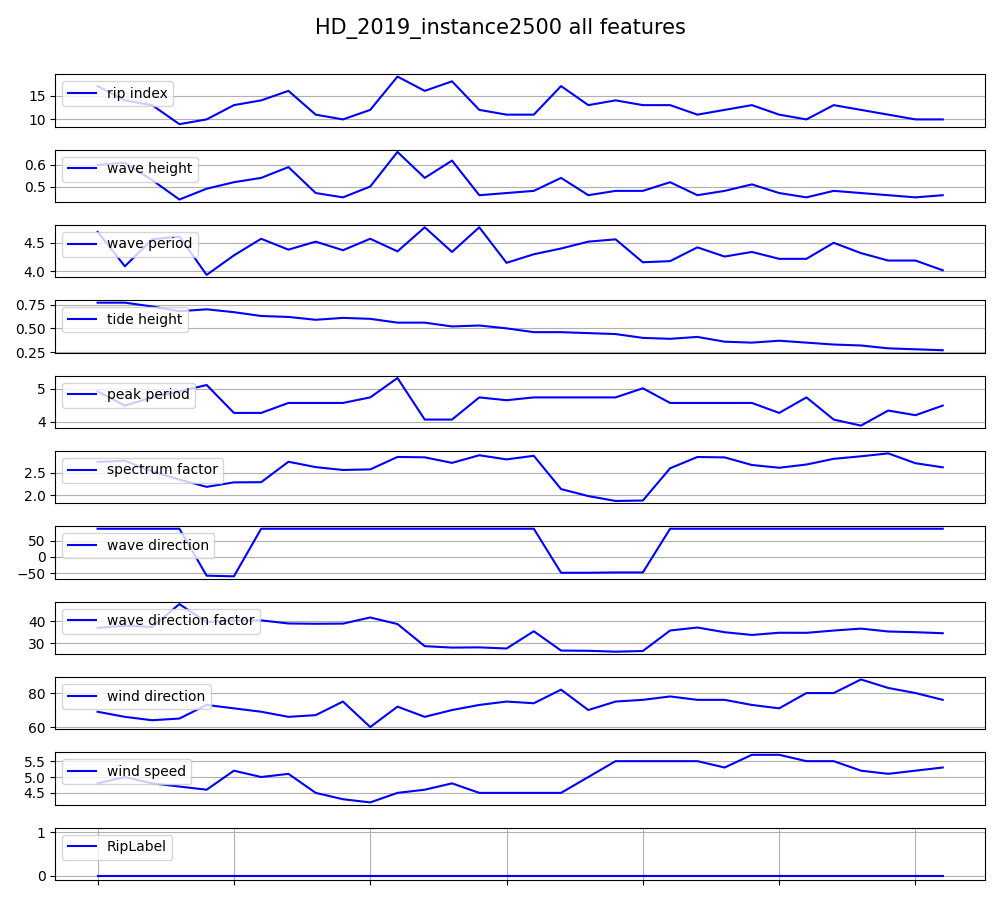 HD_2019_instance2500 all features
15
10
rip index
0.6
0.5
wave height
4.5
4.0
wave period
0.75
0.50
0.25
tide height
5
4
peak period
2.5
2.0
spectrum factor
50
0
−50
wave direction
40
30
wave direction factor
80
60
wind direction
5.5
5.0
4.5
wind speed
1
0
RipLabel